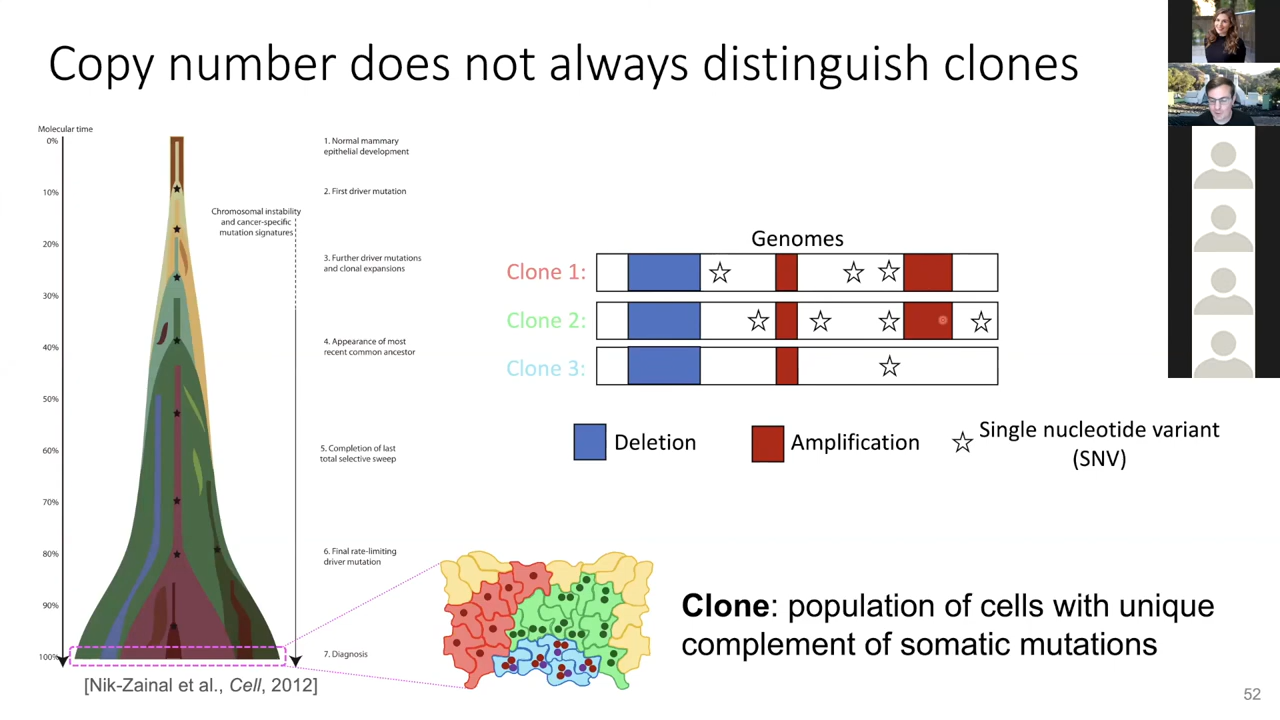 Copy number does not always distinguish clones
Molecular time
0%
10%
20%
30%
40%
50%
60%
70%
80%
90%
100%
Chromosomal instability
and cancer-specific
mutation signatures
1. Normal mammary
epithelial development
2. First driver mutation
3. Further driver mutations
and clonal expansions
4. Appearance of most
recent common ancestor
5. Completion of last
total selective sweep
6. Final rate-limiting
driver mutation
7. Diagnosis
[Nik-Zainal et al., Cell, 2012]
Genomes
Clone 1:
Clone 2:
Clone 3:
Deletion
Amplification
Single nucleotide variant
(SNV)
Clone: population of cells with unique
complement of somatic mutations
52